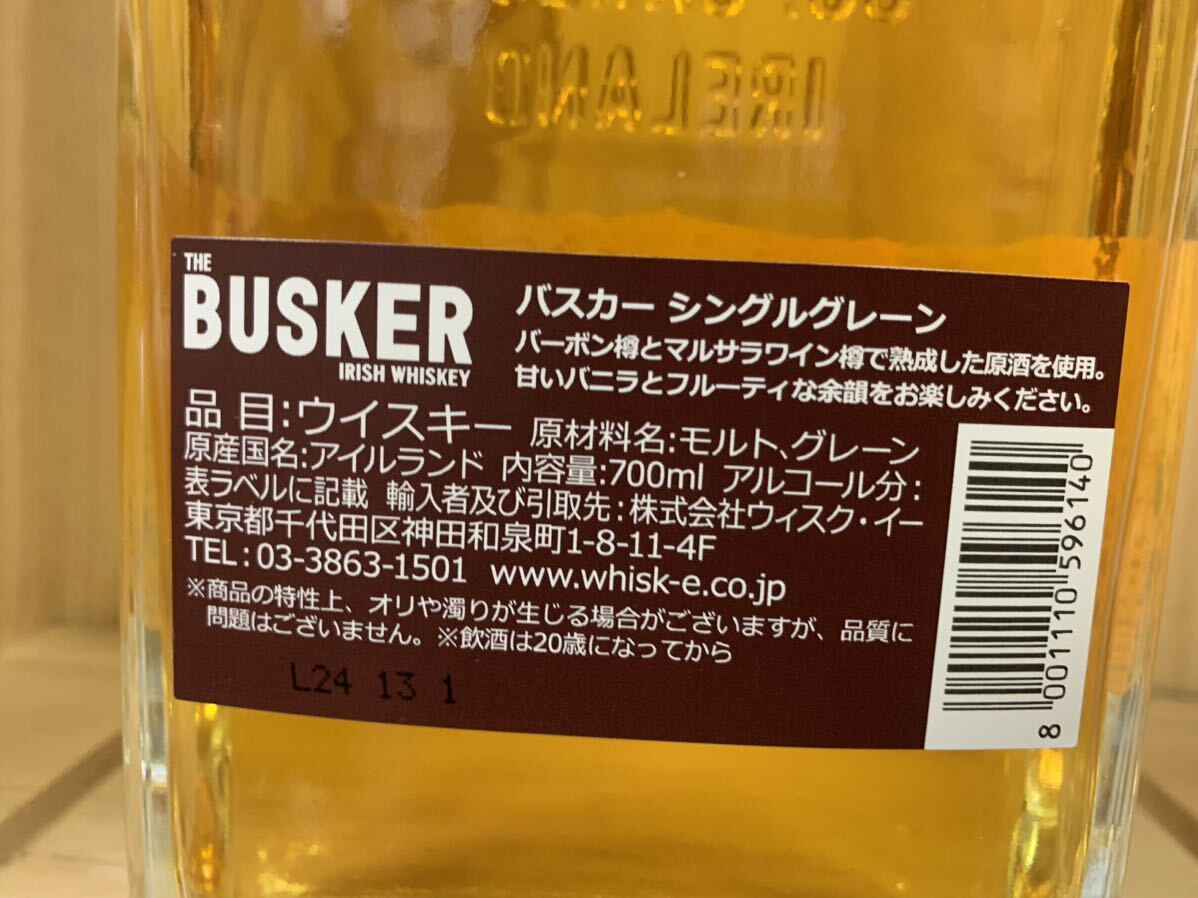 IRELAND
THE
BUSKER
IRISH WHISKEY
バスカー シングルグレーン
バーボン樽とマルサラワイン樽で熟成した原酒を使用。
甘いバニラとフルーティな余韻をお楽しみください。
品 目:ウイスキー 原材料名:モルト、グレーン
原産国名:アイルランド 内容量:700ml アルコール分:
表ラベルに記載 輸入者及び引取先:株式会社ウィスク・イー
東京都千代田区神田和泉町1-8-11-4F
TEL:03-3863-1501 www.whisk-e.co.jp
※商品の特性上、オリや濁りが生じる場合がございますが、品質に
問題はございません。※飲酒は20歳になってから
L24 13 1
8 001110 596140